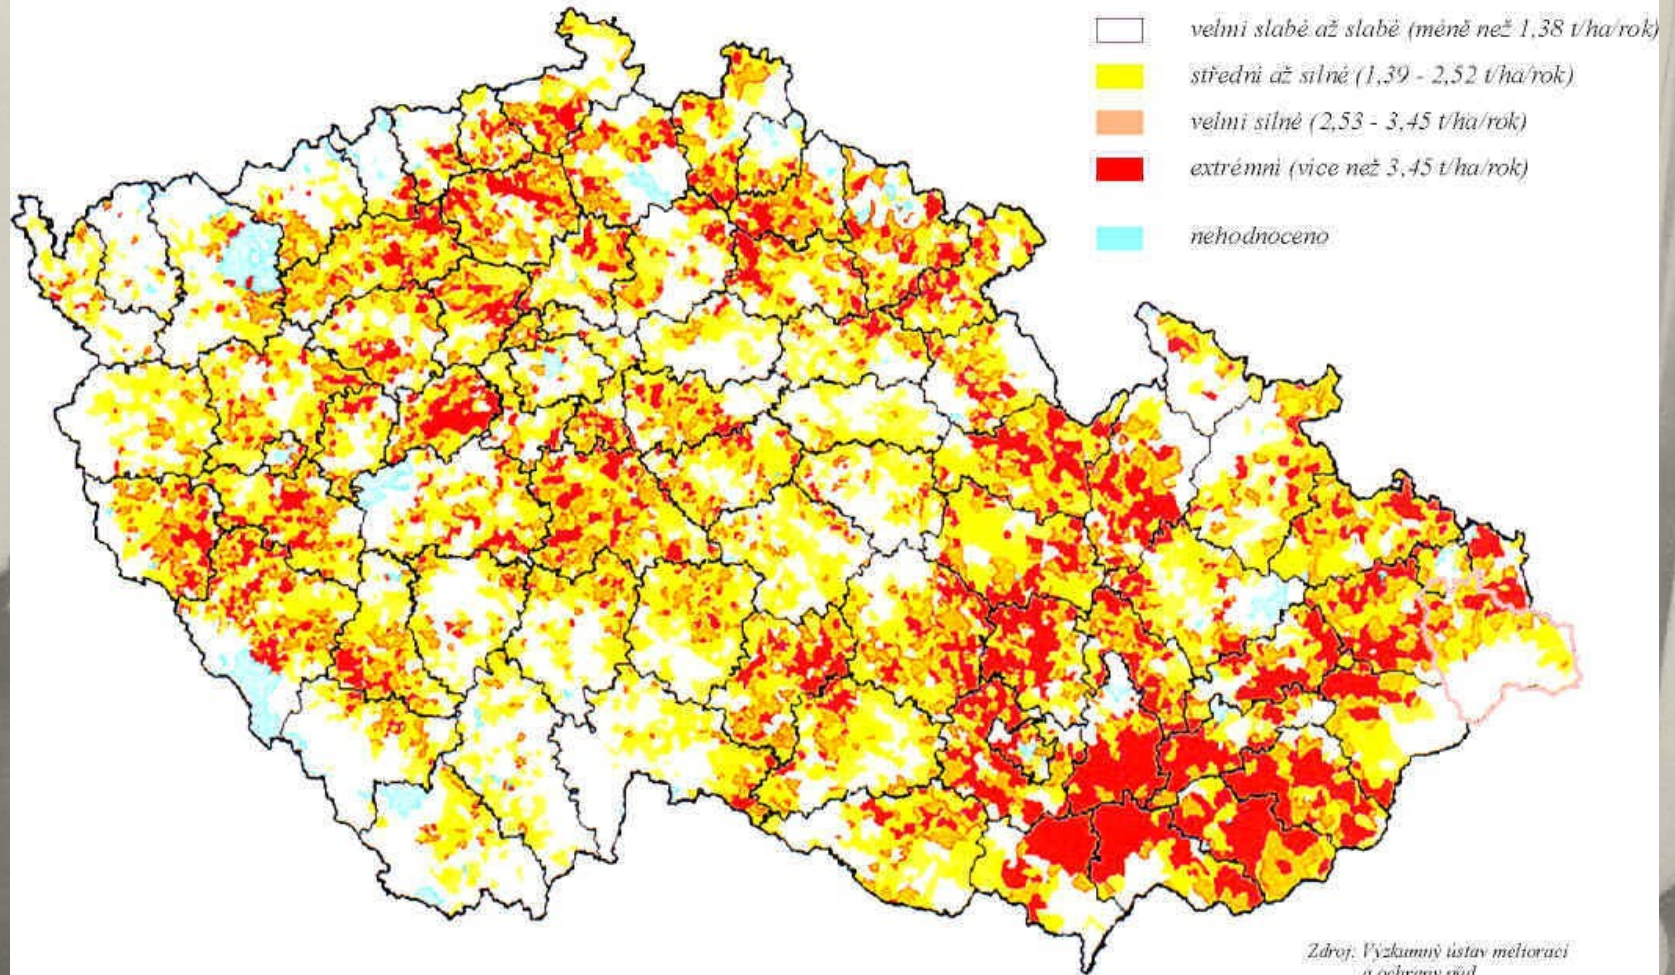 velmi slabé až slabé (méně než 1,38 t/ha/rok)
střední až silné (1,39 - 2,52 t/ha/rok)
velmi silné (2,53 - 3,45 t/ha/rok)
extrémní (více než 3,45 t/ha/rok)
nehodnoceno
Zdroj: Výzkumný ústav meliorací
a ochrany půd